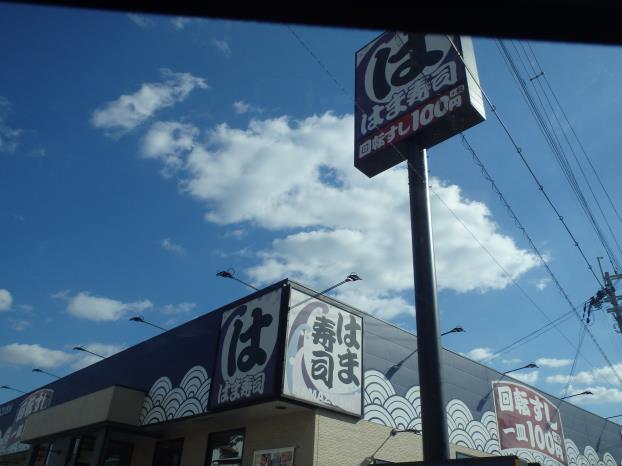 は
はま寿司
回転すし100円
は
はま寿司
はま
寿司
回転すし
一皿100円